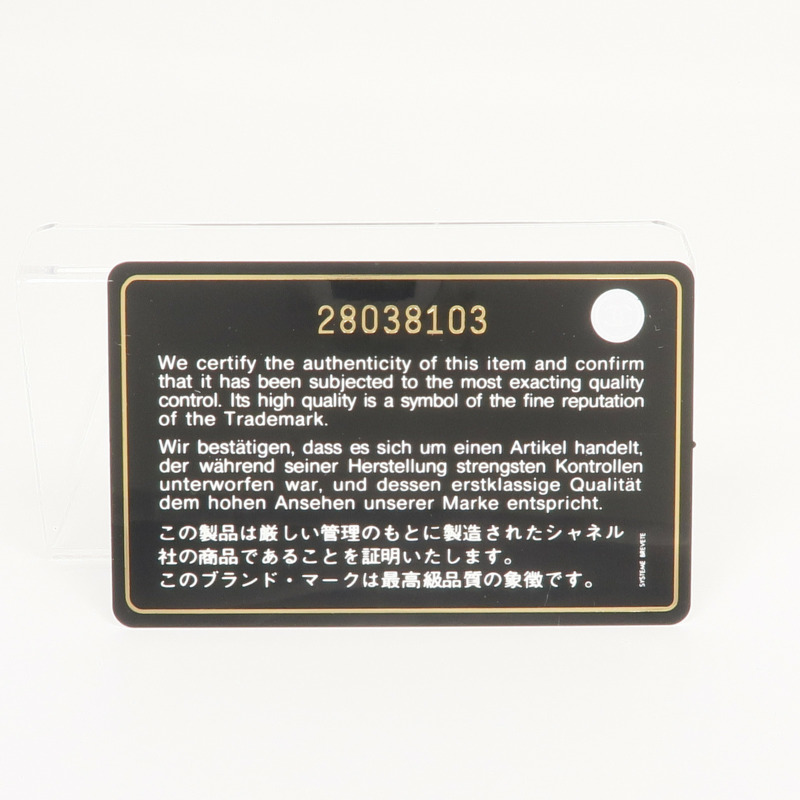 28038103
We certify the authenticity of this item and confirm
that it has been subjected to the most exacting quality
control. Its high quality is a symbol of the fine reputation
of the Trademark.
Wir bestätigen, dass es sich um einen Artikel handelt,
der während seiner Herstellung strengsten Kontrollen
unterworfen war, und dessen erstklassige Qualität
dem hohen Ansehen unserer Marke entspricht.
この製品は厳しい管理のもとに製造されたシャネル
社の商品であることを証明いたします。
このブランド・マークは最高級品質の象徴です。
SYSTEME BREVETE